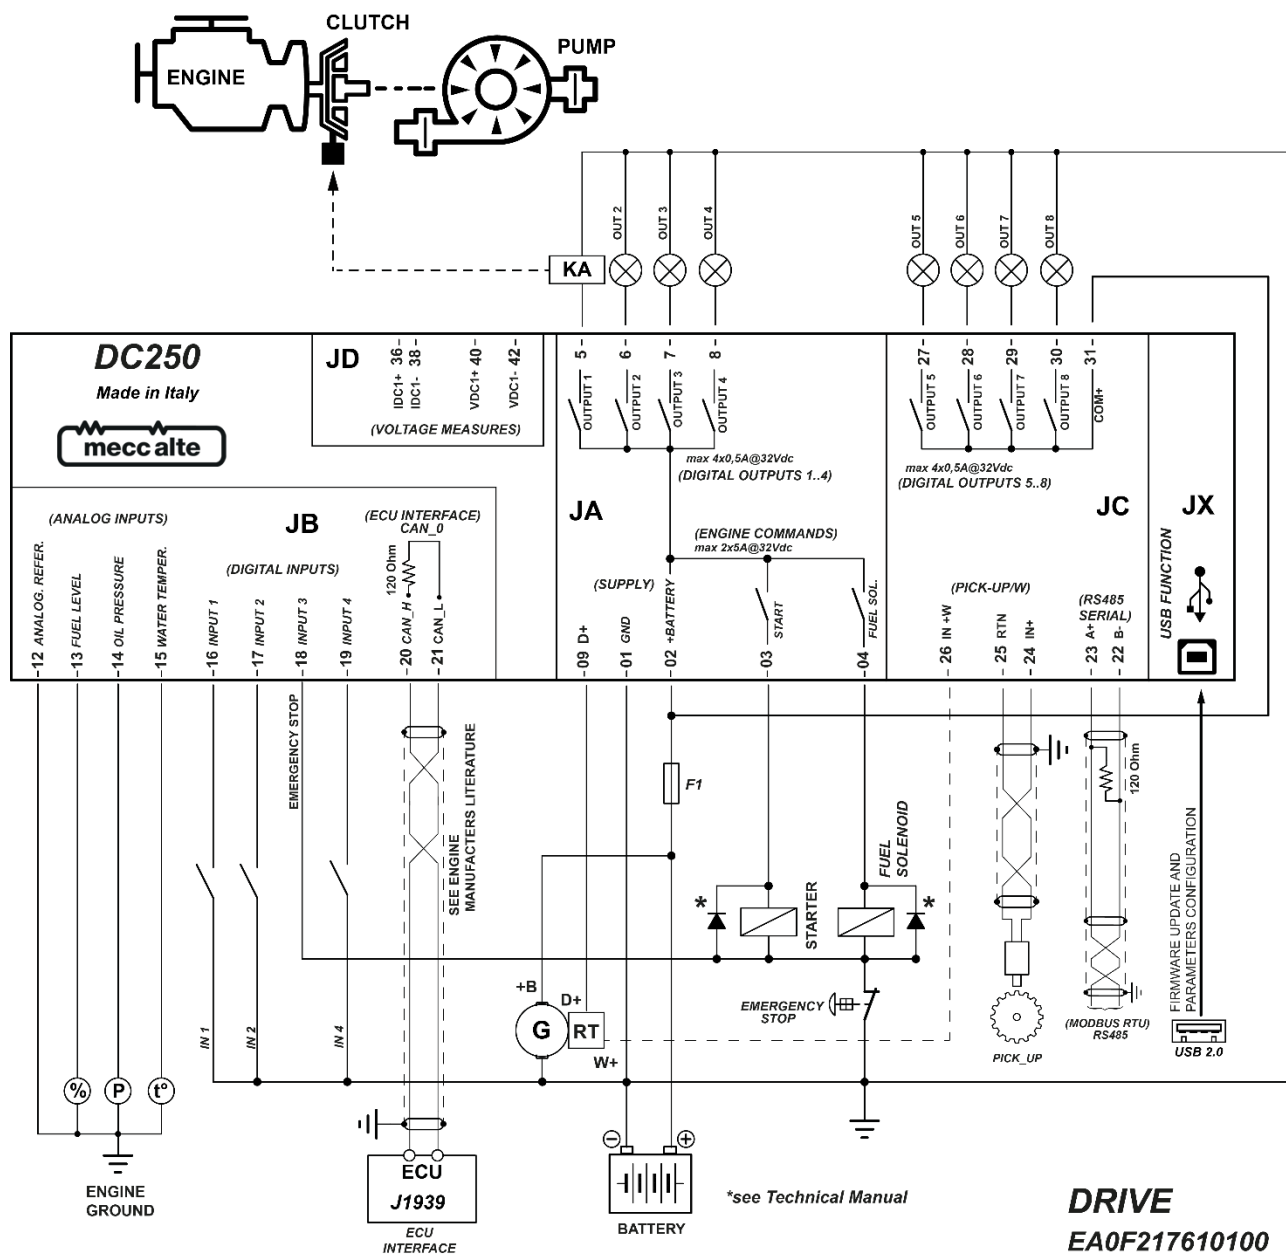 CLUTCH
ENGINE
PUMP
OUT 2
OUT 3
OUT 4
OUT 5
OUT 6
OUT 7
OUT 8
KA
DC250
Made in Italy
mecc alte
JD
IDC1+ 36
IDC1- 38
VDC1+ 40
VDC1- 42
(VOLTAGE MEASURES)
5
6
7
8
OUTPUT 1
OUTPUT 2
OUTPUT 3
OUTPUT 4
max 4x0,5A@32Vdc
(DIGITAL OUTPUTS 1..4)
27
28
29
30
31
OUTPUT 5
OUTPUT 6
OUTPUT 7
OUTPUT 8
COM+
max 4x0,5A@32Vdc
(DIGITAL OUTPUTS 5..8)
JB
JA
JC
JX
(ANALOG INPUTS)
12 ANALOG. REFER.
13 FUEL LEVEL
14 OIL PRESSURE
15 WATER TEMPER.
(DIGITAL INPUTS)
16 INPUT 1
17 INPUT 2
18 INPUT 3
19 INPUT 4
(ECU INTERFACE)
CAN_0
120 Ohm
20 CAN_H
21 CAN_L
(SUPPLY)
09 D+
01 GND
02 +BATTERY
(ENGINE COMMANDS)
max 2x5A@32Vdc
START
03
FUEL SOL.
04
(PICK-UP/W)
26 IN +W
25 RTN
24 IN+
(RS485
SERIAL)
23 A+
22 B-
USB FUNCTION
EMERGENCY STOP
SEE ENGINE
MANUFACTERS LITERATURE
F1
FUEL
SOLENOID
120 Ohm
FIRMWARE UPDATE AND
PARAMETERS CONFIGURATION
*
STARTER
*
+B
D+
G
RT
W+
EMERGENCY
STOP
IN 1
IN 2
IN 4
PICK_UP
(MODBUS RTU)
RS485
USB 2.0
%
P
t°
ENGINE
GROUND
ECU
J1939
ECU
INTERFACE
− +
BATTERY
*see Technical Manual
DRIVE
EA0F217610100